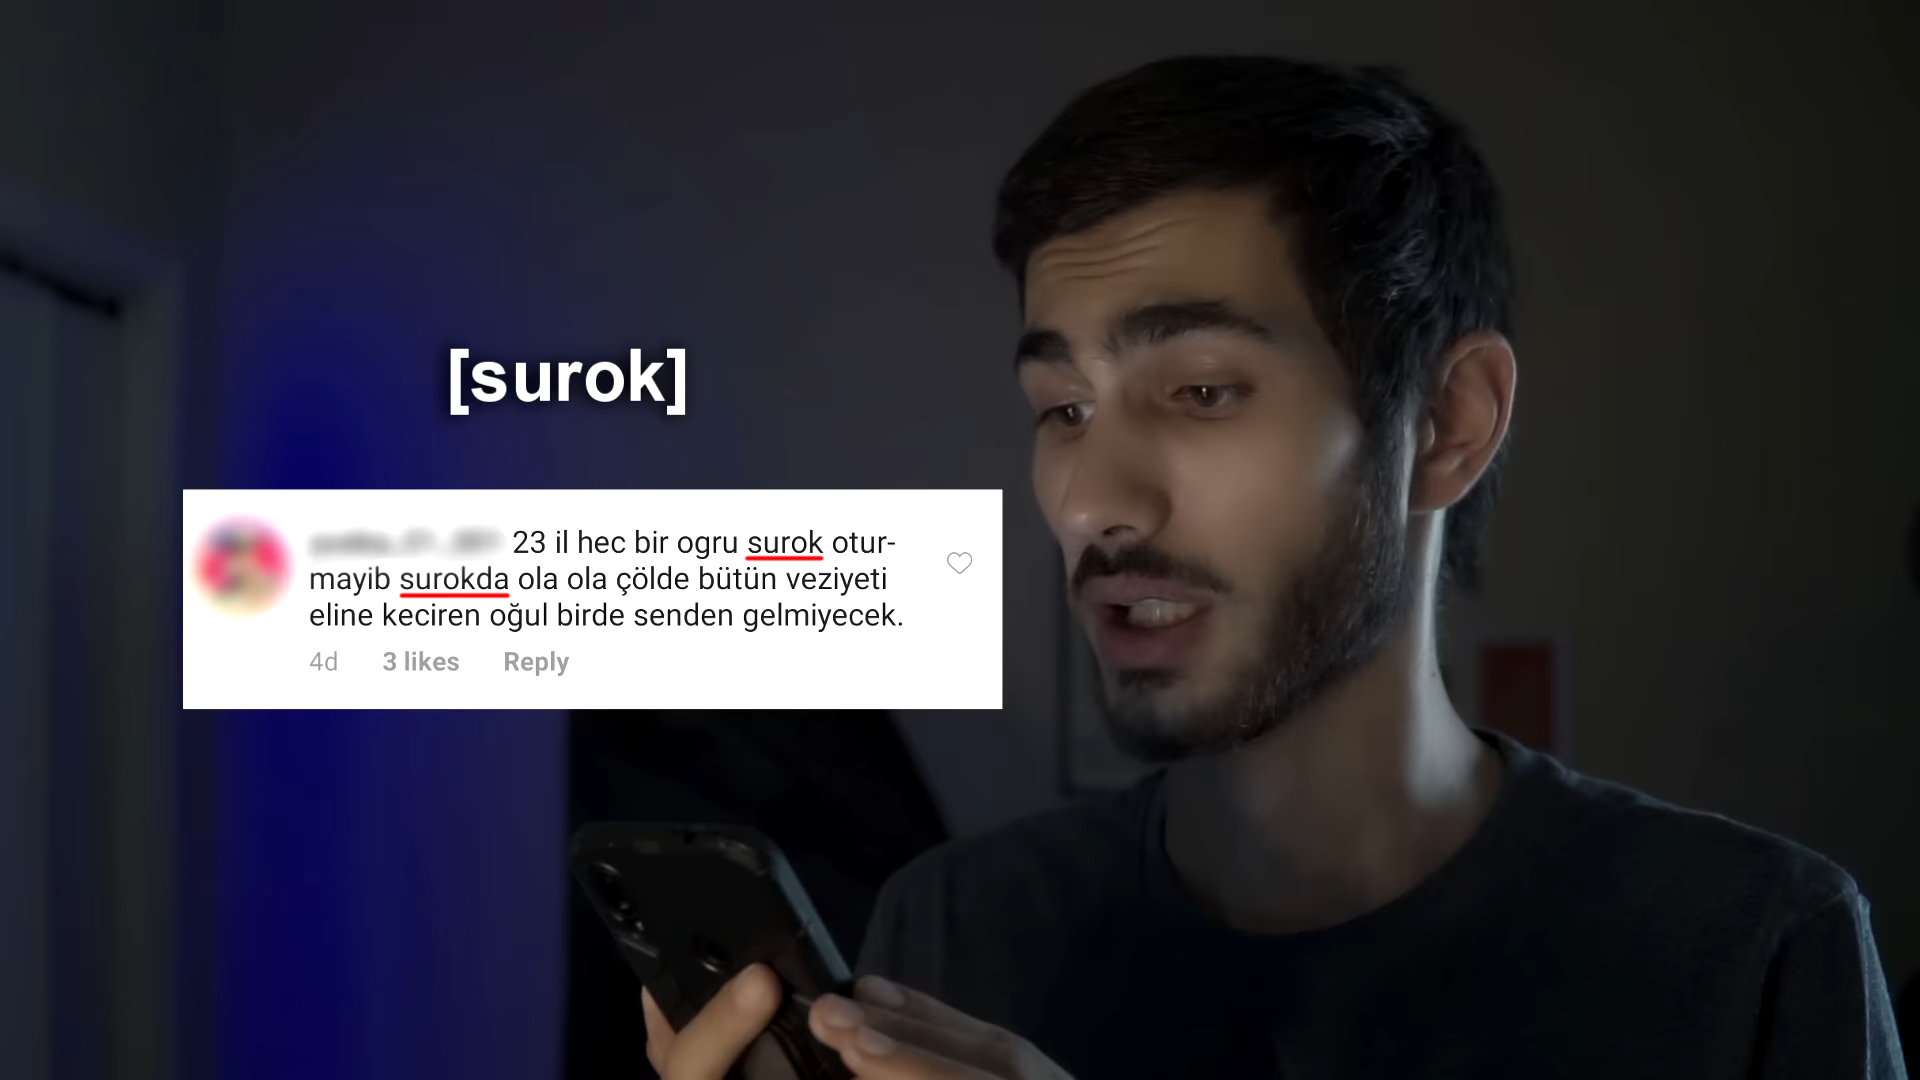 [surok]
23 il hec bir ogru surok otur-
mayib surokda ola ola çölde bütün veziyeti
eline keciren oğul birde senden gelmiyecek.
4d 3 likes Reply